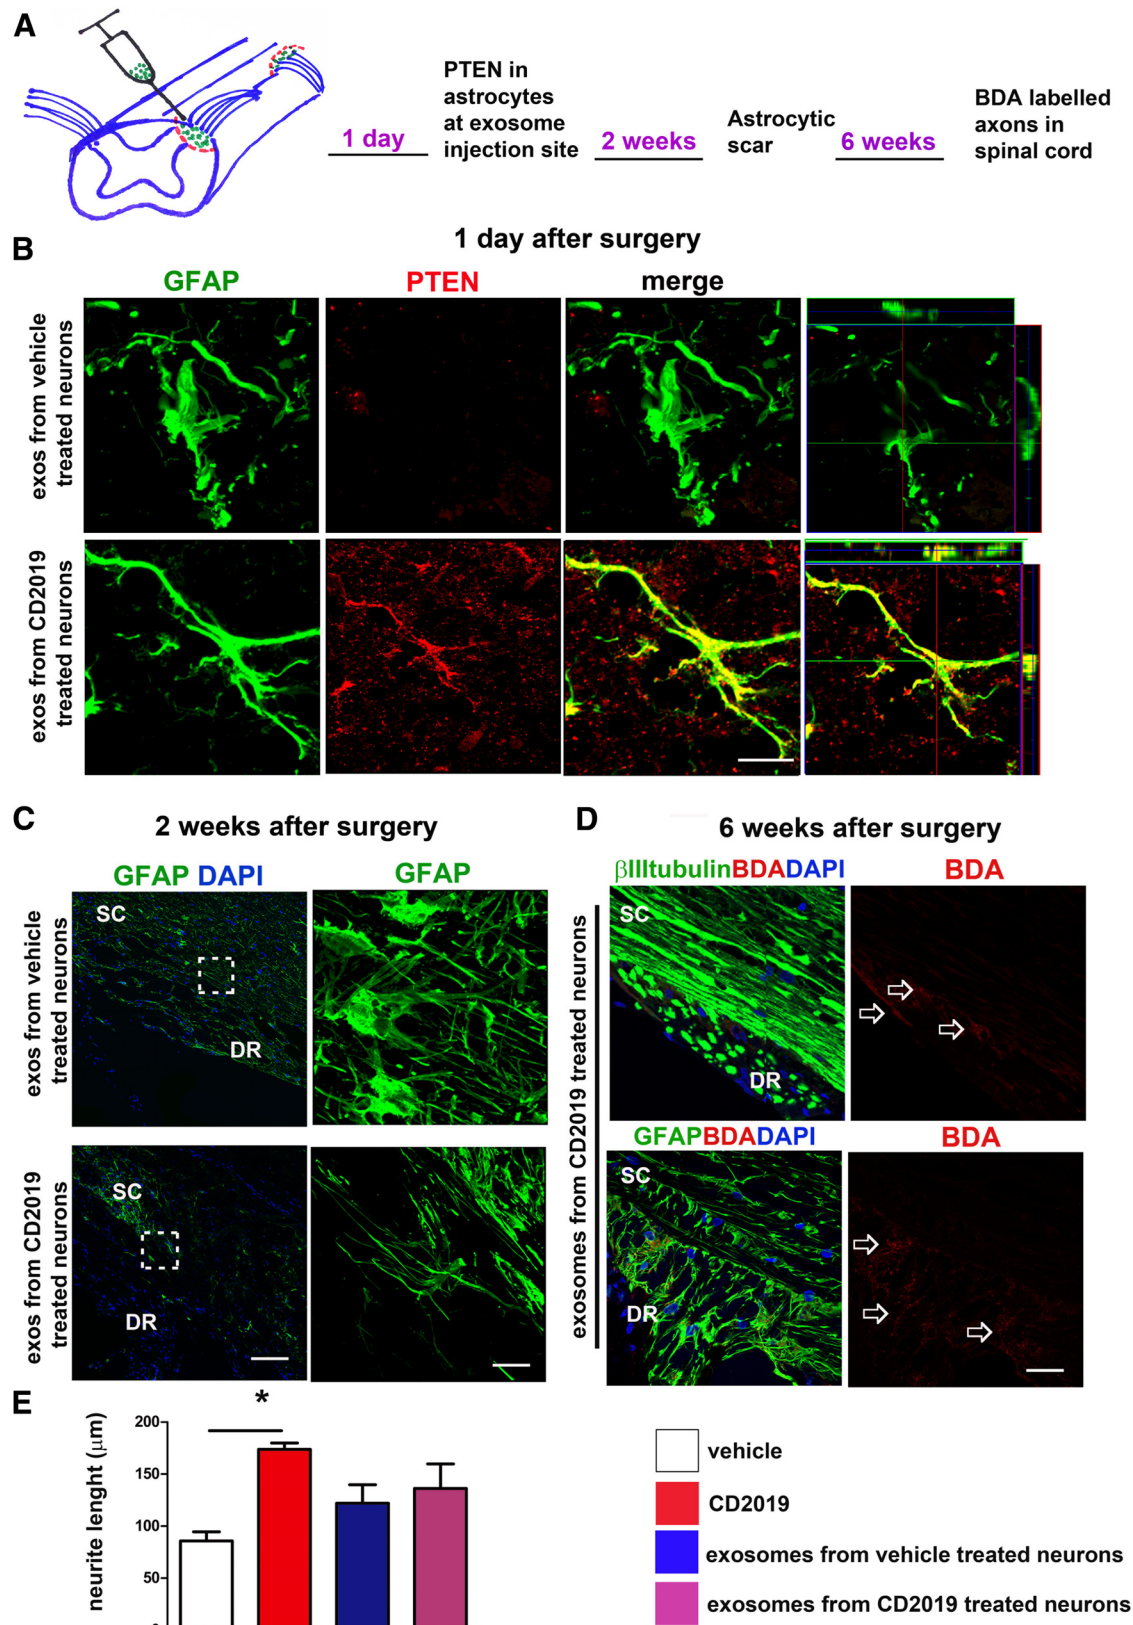 A
1 day
PTEN in
astrocytes
at exosome
injection site
2 weeks
Astrocytic
scar
6 weeks
BDA labelled
axons in
spinal cord
B
1 day after surgery
GFAP
PTEN
merge
exos from vehicle
treated neurons
exos from CD2019
treated neurons
C
2 weeks after surgery
GFAP DAPI
GFAP
exos from vehicle
treated neurons
SC
DR
exos from CD2019
treated neurons
SC
DR
D
6 weeks after surgery
βIIItubulinBDADAPI
BDA
exosomes from CD2019 treated neurons
SC
DR
GFAPBDADAPI
BDA
SC
DR
E
*
neurite lenght (μm)
200
150
100
50
vehicle
CD2019
exosomes from vehicle treated neurons
exosomes from CD2019 treated neurons